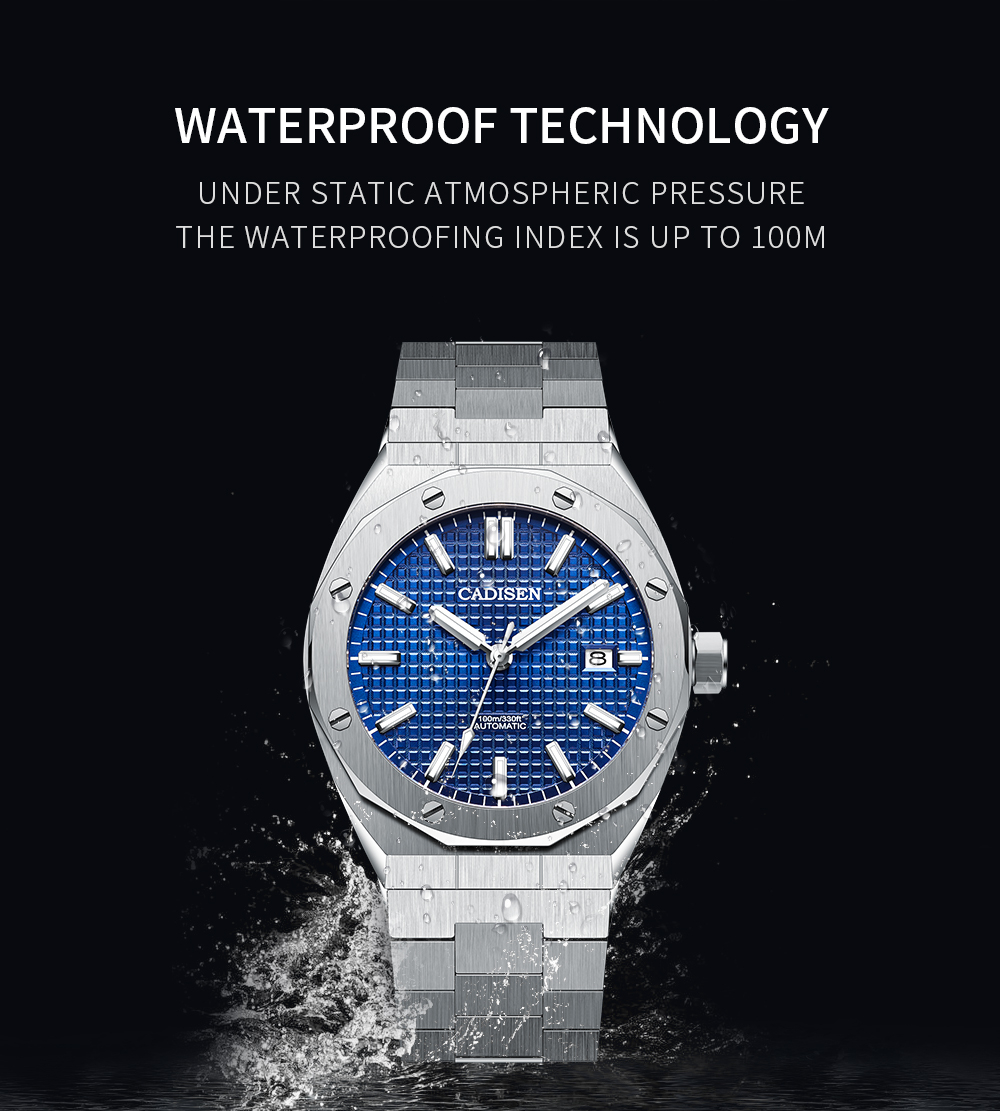 WATERPROOF TECHNOLOGY
UNDER STATIC ATMOSPHERIC PRESSURE
THE WATERPROOFING INDEX IS UP TO 100M
CADISEN
8
100m/330ft
AUTOMATIC